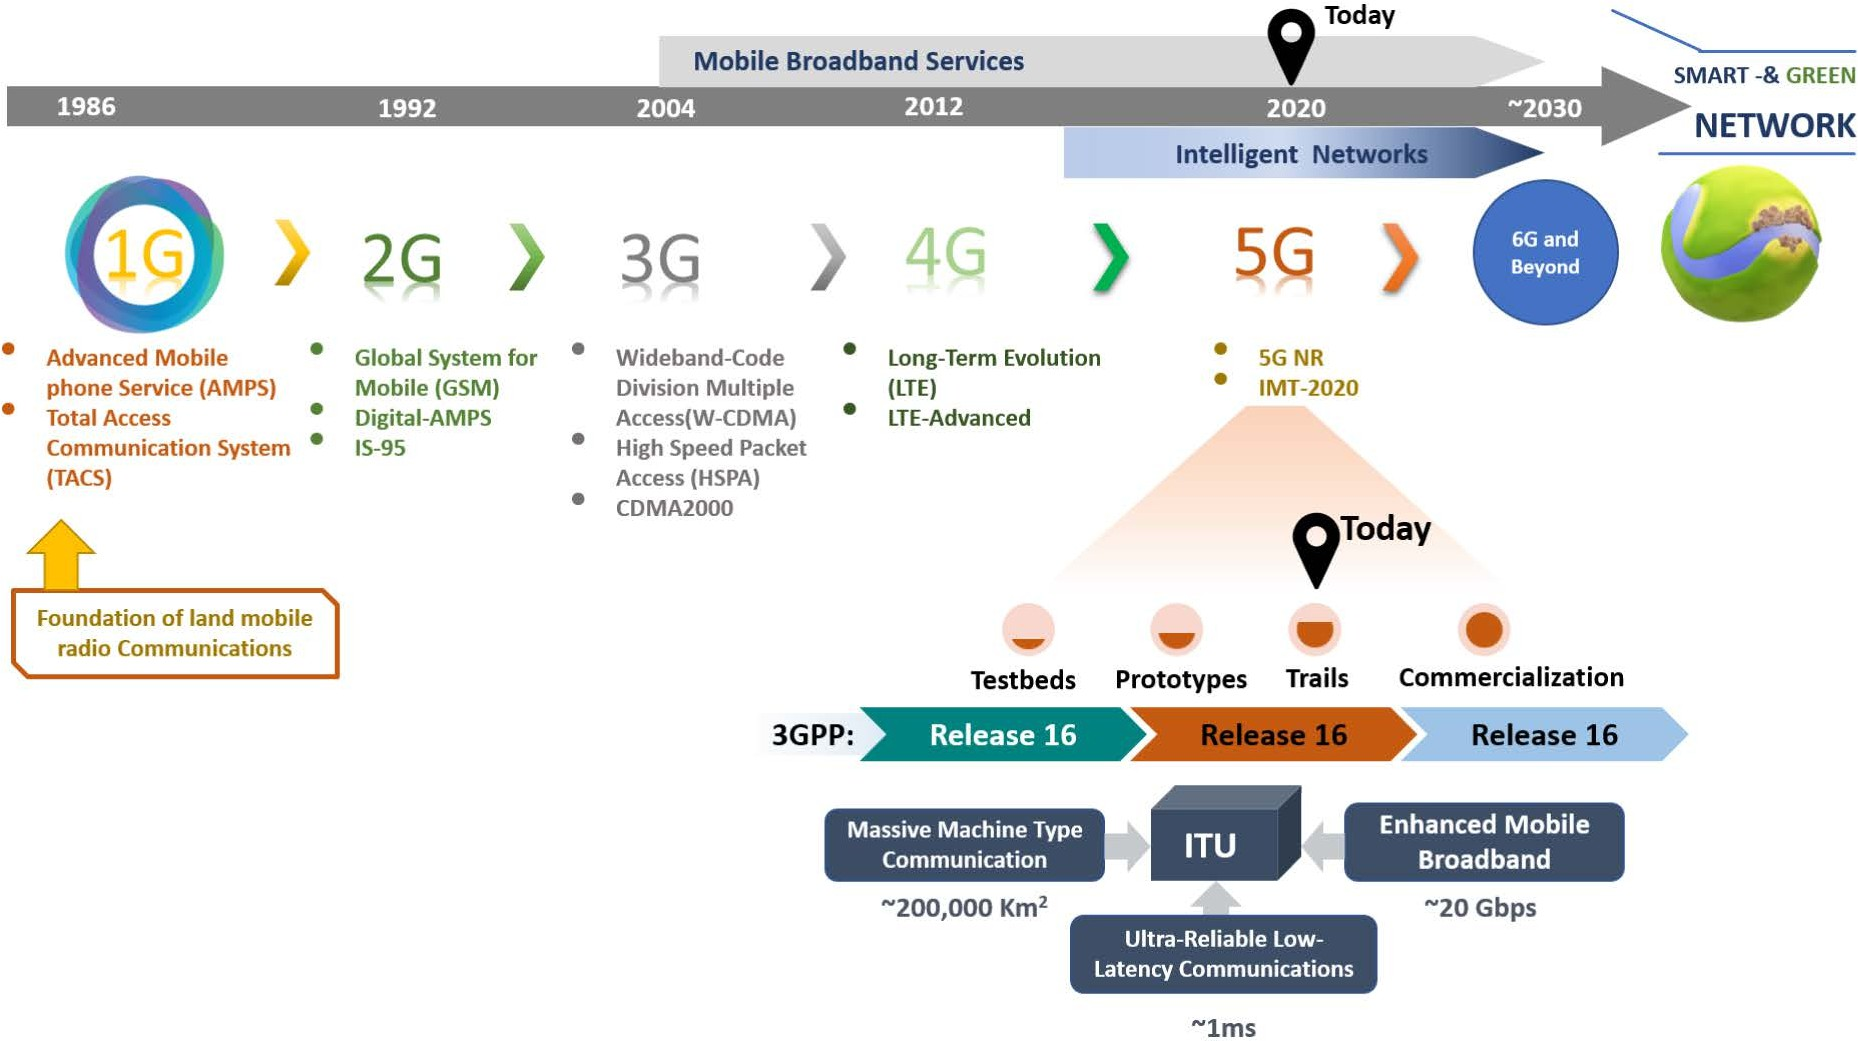 Today
Mobile Broadband Services
SMART -& GREEN
NETWORK
1986
1992
2004
2012
2020
~2030
Intelligent Networks
1G
2G
3G
4G
5G
6G and
Beyond
Advanced Mobile
phone Service (AMPS)
Total Access
Communication System
(TACS)
Global System for
Mobile (GSM)
Digital-AMPS
IS-95
Wideband-Code
Division Multiple
Access(W-CDMA)
High Speed Packet
Access (HSPA)
CDMA2000
Long-Term Evolution
(LTE)
LTE-Advanced
5G NR
IMT-2020
Foundation of land mobile
radio Communications
Today
Testbeds
Prototypes
Trails
Commercialization
3GPP:
Release 16
Release 16
Release 16
Massive Machine Type
Communication
~200,000 Km²
ITU
Enhanced Mobile
Broadband
~20 Gbps
Ultra-Reliable Low-
Latency Communications
~1ms